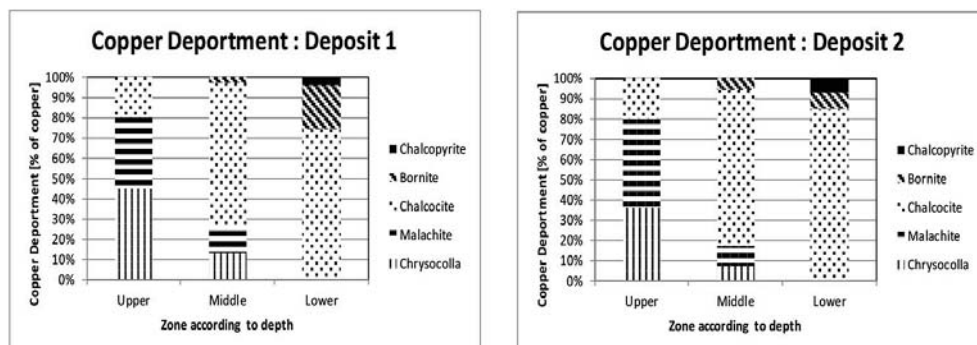 Copper Deportment : Deposit 1
Copper Deportment [% of copper]
100%
90%
80%
70%
60%
50%
40%
30%
20%
10%
0%
Upper
Middle
Lower
Zone according to depth
Chalcopyrite
Bornite
Chalcocite
Malachite
Chrysocolla
Copper Deportment : Deposit 2
Copper Deportment [% of copper]
100%
90%
80%
70%
60%
50%
40%
30%
20%
10%
0%
Upper
Middle
Lower
Zone according to depth
Chalcopyrite
Bornite
Chalcocite
Malachite
Chrysocolla